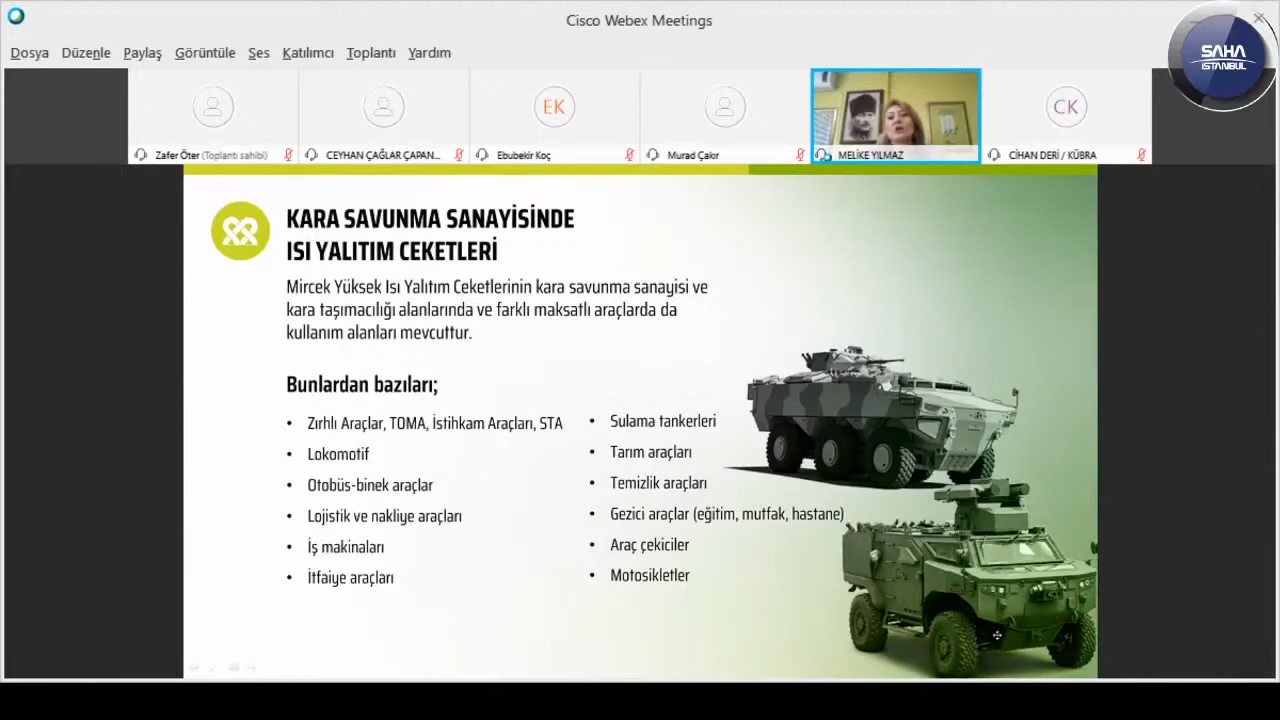 Cisco Webex Meetings
SAHA
İSTANBUL
Dosya Düzenle Paylaş Görüntüle Ses Katılımcı Toplantı Yardım
EK
CK
Zafer Öter (Toplantı sahibi)
CEYHAN ÇAĞLAR ÇAPAN...
Ebubekir Koç
Murad Çakır
MELİKE YILMAZ
CİHAN DERİ / KÜBRA
KARA SAVUNMA SANAYİSİNDE
ISI YALITIM CEKETLERİ
Mircek Yüksek Isı Yalıtım Ceketlerinin kara savunma sanayisi ve
kara taşımacılığı alanlarında ve farklı maksatlı araçlarda da
kullanım alanları mevcuttur.
Bunlardan bazıları;
• Zırhlı Araçlar, TOMA, İstihkam Araçları, STA
• Lokomotif
• Otobüs-binek araçlar
• Lojistik ve nakliye araçları
• İş makinaları
• İtfaiye araçları
• Sulama tankerleri
• Tarım araçları
• Temizlik araçları
• Gezici araçlar (eğitim, mutfak, hastane)
• Araç çekiciler
• Motosikletler